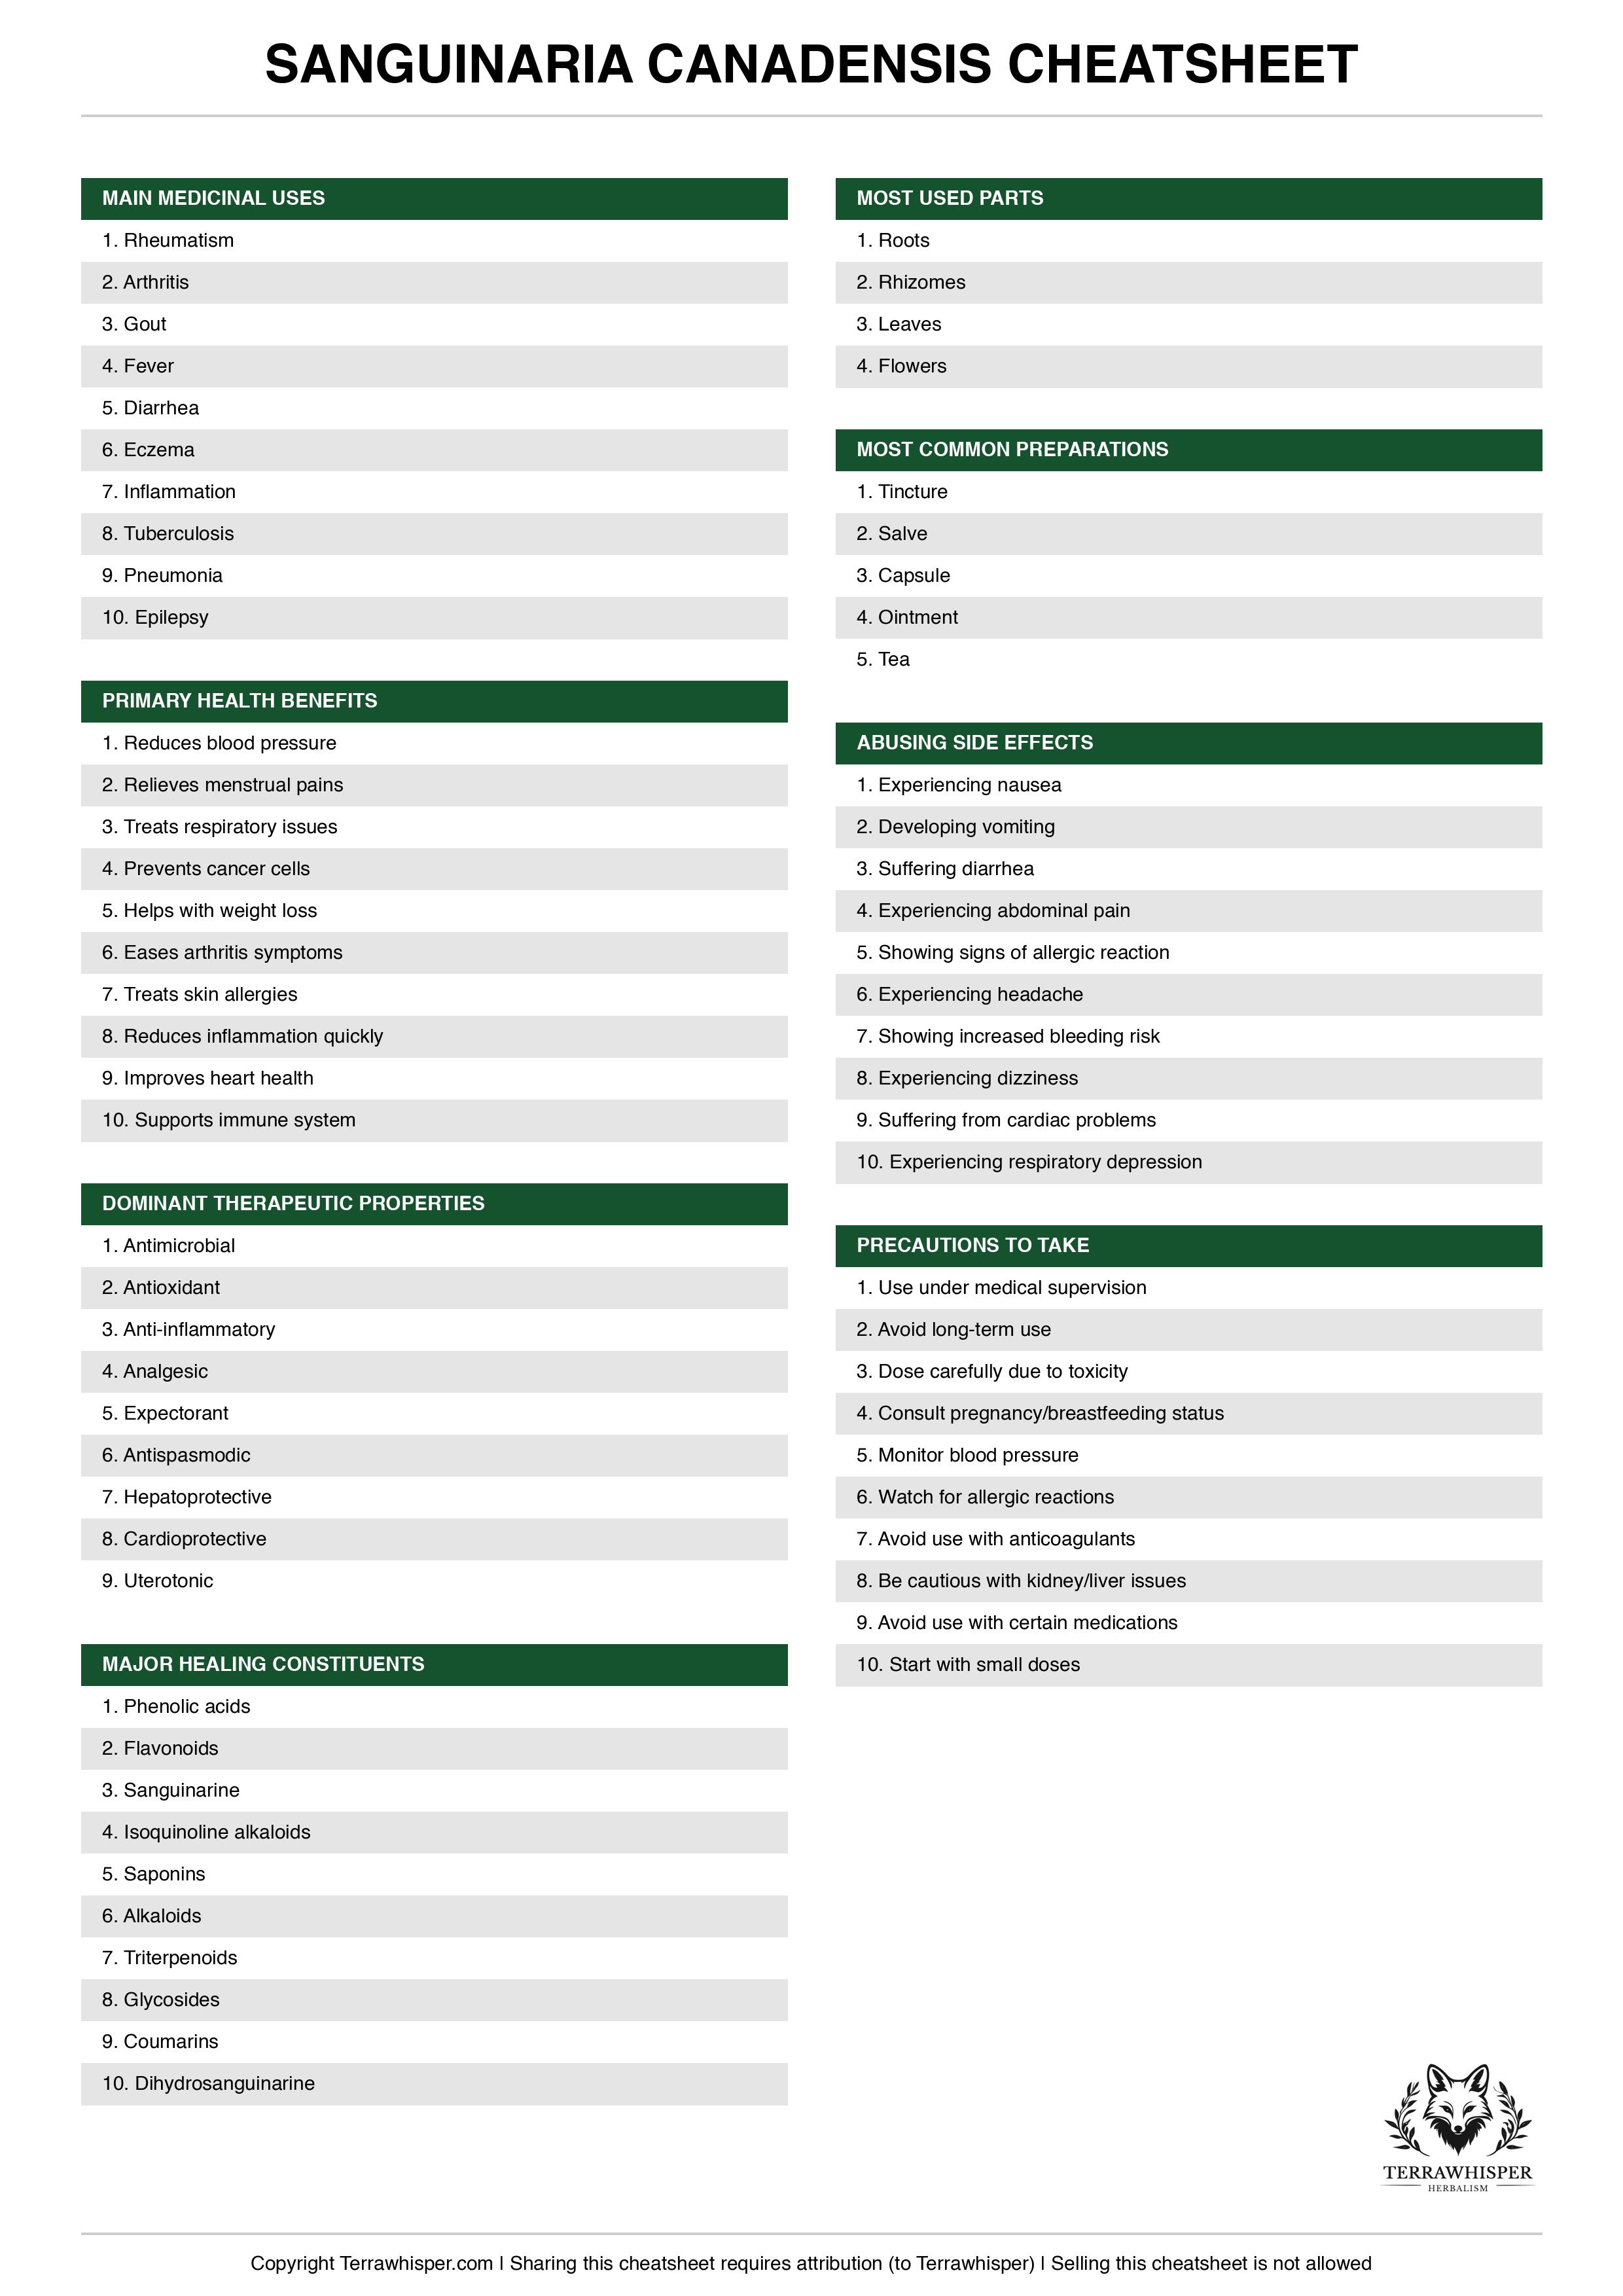 SANGUINARIA CANADENSIS CHEATSHEET
MAIN MEDICINAL USES
1. Rheumatism
2. Arthritis
3. Gout
4. Fever
5. Diarrhea
6. Eczema
7. Inflammation
8. Tuberculosis
9. Pneumonia
10. Epilepsy
PRIMARY HEALTH BENEFITS
1. Reduces blood pressure
2. Relieves menstrual pains
3. Treats respiratory issues
4. Prevents cancer cells
5. Helps with weight loss
6. Eases arthritis symptoms
7. Treats skin allergies
8. Reduces inflammation quickly
9. Improves heart health
10. Supports immune system
DOMINANT THERAPEUTIC PROPERTIES
1. Antimicrobial
2. Antioxidant
3. Anti-inflammatory
4. Analgesic
5. Expectorant
6. Antispasmodic
7. Hepatoprotective
8. Cardioprotective
9. Uterotonic
MAJOR HEALING CONSTITUENTS
1. Phenolic acids
2. Flavonoids
3. Sanguinarine
4. Isoquinoline alkaloids
5. Saponins
6. Alkaloids
7. Triterpenoids
8. Glycosides
9. Coumarins
10. Dihydrosanguinarine
MOST USED PARTS
1. Roots
2. Rhizomes
3. Leaves
4. Flowers
MOST COMMON PREPARATIONS
1. Tincture
2. Salve
3. Capsule
4. Ointment
5. Tea
ABUSING SIDE EFFECTS
1. Experiencing nausea
2. Developing vomiting
3. Suffering diarrhea
4. Experiencing abdominal pain
5. Showing signs of allergic reaction
6. Experiencing headache
7. Showing increased bleeding risk
8. Experiencing dizziness
9. Suffering from cardiac problems
10. Experiencing respiratory depression
PRECAUTIONS TO TAKE
1. Use under medical supervision
2. Avoid long-term use
3. Dose carefully due to toxicity
4. Consult pregnancy/breastfeeding status
5. Monitor blood pressure
6. Watch for allergic reactions
7. Avoid use with anticoagulants
8. Be cautious with kidney/liver issues
9. Avoid use with certain medications
10. Start with small doses
TERRAWHISPER
HERBALISM
Copyright Terrawhisper.com | Sharing this cheatsheet requires attribution (to Terrawhisper) | Selling this cheatsheet is not allowed